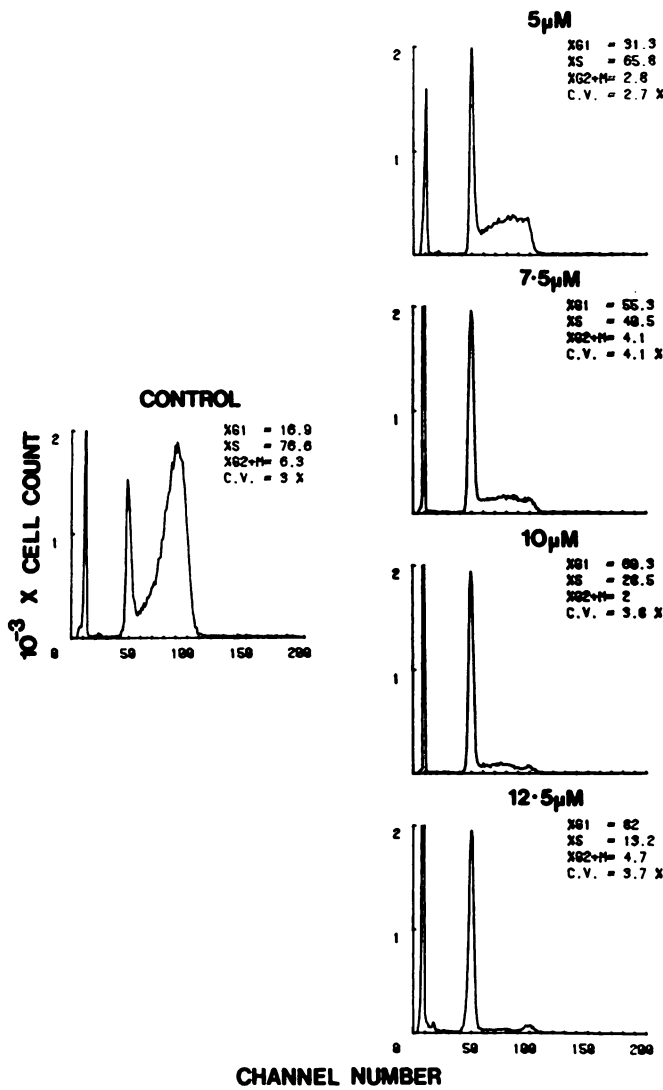 5µM
%G1 = 31.3
%S = 65.8
%G2+M= 2.8
C.V. = 2.7 %
2
1
7·5µM
%G1 = 55.3
%S = 40.5
%G2+M= 4.1
C.V. = 4.1 %
2
1
CONTROL
%G1 = 16.9
%S = 76.6
%G2+M= 6.3
C.V. = 3 %
2
1
0 50 100 150 200
10⁻³ X CELL COUNT
10µM
%G1 = 69.3
%S = 28.5
%G2+M= 2
C.V. = 3.6 %
2
1
12·5µM
%G1 = 82
%S = 13.2
%G2+M= 4.7
C.V. = 3.7 %
2
1
0 50 100 150 200
CHANNEL NUMBER